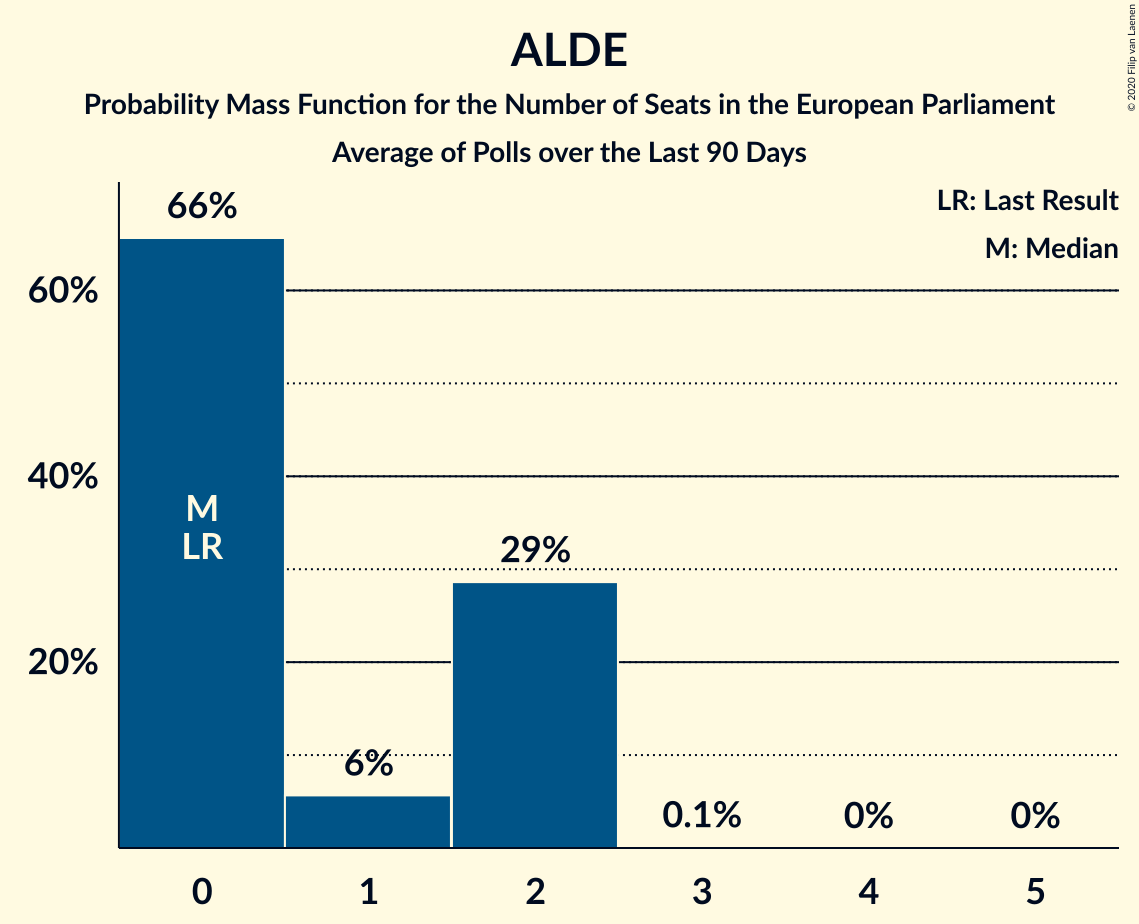 ALDE
Probability Mass Function for the Number of Seats in the European Parliament
Average of Polls over the Last 90 Days
© 2020 Filip van Laenen
LR: Last Result
M: Median
66%
60%
40%
M
LR
29%
20%
6%
0.1%
0%
0%
0 1 2 3 4 5